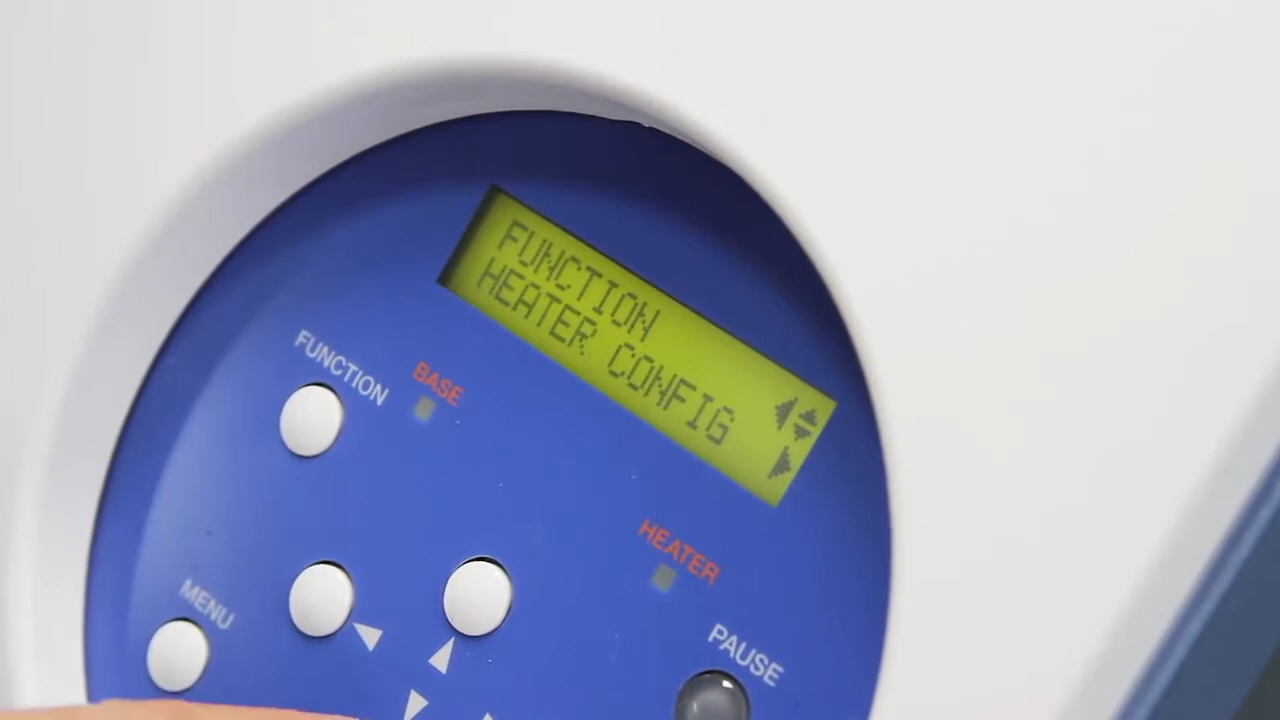 FUNCTION
HEATER CONFIG
FUNCTION
BASE
HEATER
MENU
PAUSE